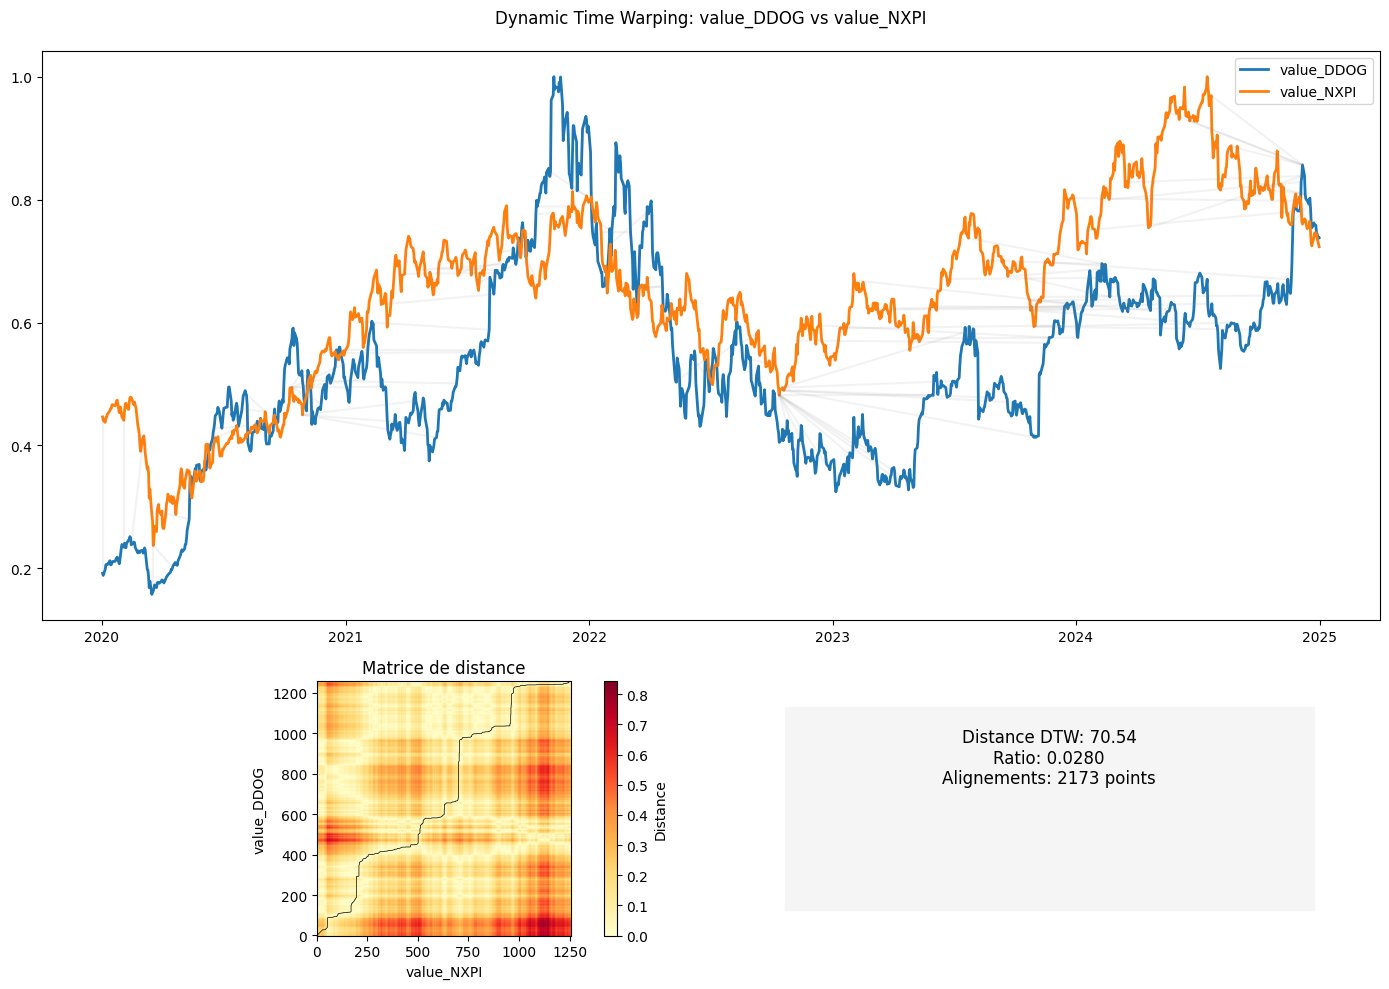 Dynamic Time Warping: value_DDOG vs value_NXPI
value_DDOG
value_NXPI
1.0
0.8
0.6
0.4
0.2
2020 2021 2022 2023 2024 2025
Matrice de distance
value_DDOG
1200
1000
800
600
400
200
0
0 250 500 750 1000 1250
value_NXPI
0.8
0.7
0.6
0.5
0.4
0.3
0.2
0.1
0.0
Distance
Distance DTW: 70.54
Ratio: 0.0280
Alignements: 2173 points